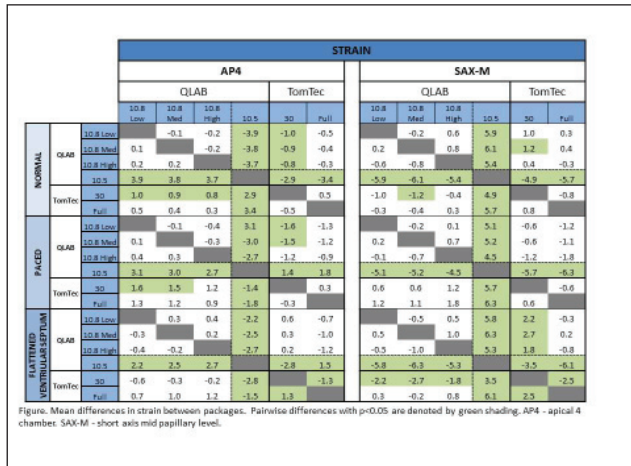 STRAIN
AP4 SAX-M
QLAB TomTec QLAB TomTec
10.8 Low 10.8 Med 10.8 High 10.5 30 Full 10.8 Low 10.8 Med 10.8 High 10.5 30 Full
NORMAL
QLAB
10.8 Low -0.1 -0.2 -3.9 -1.0 -0.5 -0.2 0.6 5.9 1.0 0.3
10.8 Med 0.1 -0.2 -3.8 -0.9 -0.4 0.2 0.8 6.1 1.2 0.4
10.8 High 0.2 0.2 -3.7 -0.8 -0.3 -0.6 -0.8 5.4 0.4 -0.3
10.5 3.9 3.8 3.7 -2.9 -3.4 -5.9 -6.1 -5.4 -4.9 -5.7
TomTec
30 1.0 0.9 0.8 2.9 0.5 -1.0 -1.2 -0.4 4.9 -0.8
Full 0.5 0.4 0.3 3.4 -0.5 -0.3 -0.4 0.3 5.7 0.8
PACED
QLAB
10.8 Low -0.1 -0.4 3.1 -1.6 -1.3 -0.2 0.1 5.1 -0.6 -1.2
10.8 Med 0.1 -0.3 -3.0 -1.5 -1.2 0.2 0.7 5.2 -0.6 -1.1
10.8 High 0.4 0.3 -2.7 -1.2 -0.9 -0.1 -0.7 4.5 -1.2 -1.8
10.5 3.1 3.0 2.7 1.4 1.8 -5.1 -5.2 -4.5 -5.7 -6.3
TomTec
30 1.6 1.5 1.2 -1.4 0.3 0.6 0.6 1.2 5.7 -0.6
Full 1.3 1.2 0.9 -1.8 -0.3 1.2 1.1 1.8 6.3 0.6
FLATTENED
VENTRICULAR SEPTUM
QLAB
10.8 Low 0.3 0.4 -2.2 0.6 -0.7 -0.5 0.5 5.8 2.2 -0.3
10.8 Med -0.3 0.2 -2.5 0.3 -1.0 0.5 1.0 6.3 2.7 0.2
10.8 High -0.4 -0.2 -2.7 0.2 -1.2 -0.5 -1.0 5.3 1.8 -0.8
10.5 2.2 2.5 2.7 -2.8 1.5 -5.8 -6.3 -5.3 -3.5 -6.1
TomTec
30 -0.6 -0.3 -0.2 -2.8 -1.3 -2.2 -2.7 -1.8 3.5 -2.5
Full 0.7 1.0 1.2 -1.5 1.3 0.3 -0.2 0.8 6.1 2.5
Figure. Mean differences in strain between packages. Pairwise differences with p<0.05 are denoted by green shading. AP4 - apical 4
chamber. SAX-M - short axis mid papillary level.